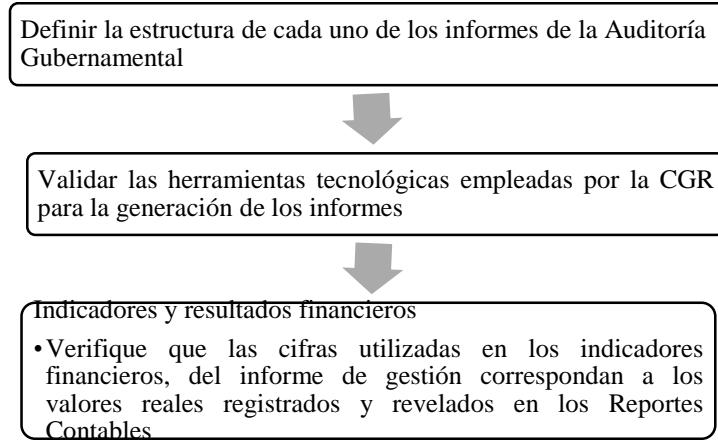 Definir la estructura de cada uno de los informes de la Auditoría
Gubernamental
Validar las herramientas tecnológicas empleadas por la CGR
para la generación de los informes
Indicadores y resultados financieros
•Verifique que las cifras utilizadas en los indicadores
financieros, del informe de gestión correspondan a los
valores reales registrados y revelados en los Reportes
Contables